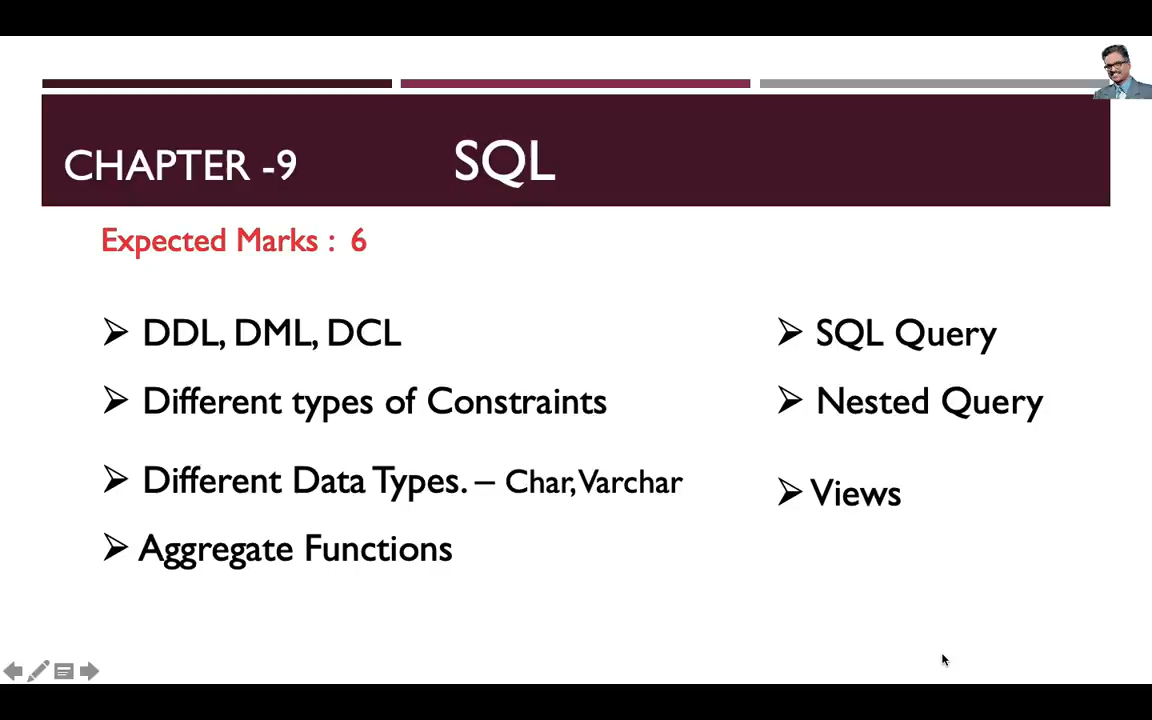 CHAPTER -9 SQL
Expected Marks : 6
DDL, DML, DCL
Different types of Constraints
Different Data Types. – Char, Varchar
Aggregate Functions
SQL Query
Nested Query
Views